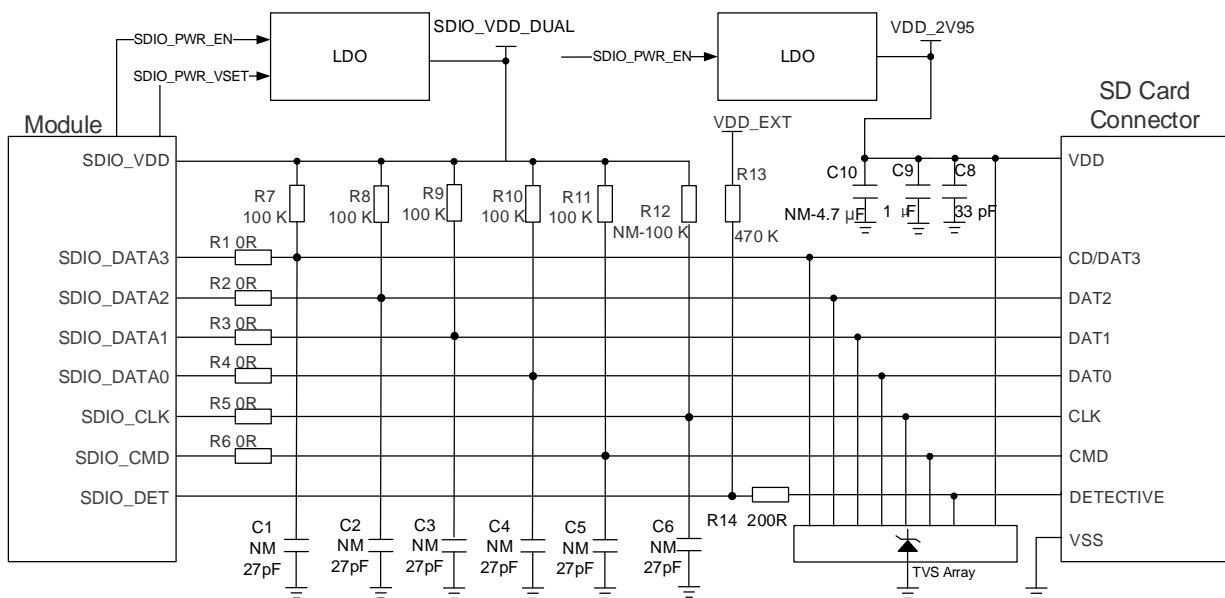 SDIO_PWR_EN
SDIO_PWR_VSET
LDO
SDIO_VDD_DUAL
SDIO_PWR_EN
LDO
VDD_2V95
Module
SD Card
Connector
VDD_EXT
SDIO_VDD
VDD
R7
100 K
R8
100 K
R9
100 K
R10
100 K
R11
100 K
R12
NM-100 K
R13
470 K
C10
NM-4.7 µF
C9
1 µF
C8
33 pF
SDIO_DATA3
R1 0R
CD/DAT3
SDIO_DATA2
R2 0R
DAT2
SDIO_DATA1
R3 0R
DAT1
SDIO_DATA0
R4 0R
DAT0
SDIO_CLK
R5 0R
CLK
SDIO_CMD
R6 0R
CMD
SDIO_DET
R14 200R
DETECTIVE
C1
NM
27pF
C2
NM
27pF
C3
NM
27pF
C4
NM
27pF
C5
NM
27pF
C6
NM
27pF
TVS Array
VSS